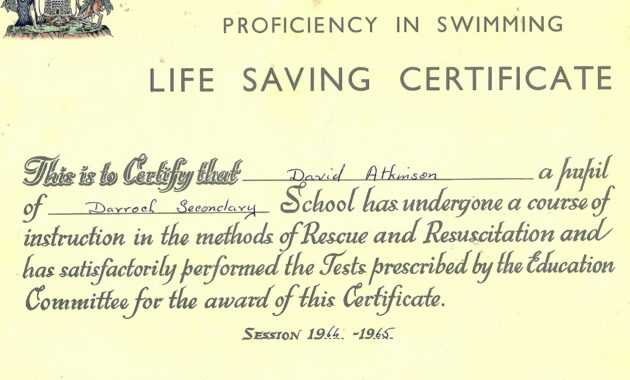 PROFICIENCY IN SWIMMING
LIFE SAVING CERTIFICATE
This is to Certify that David Atkinson a pupil
of Darroch Secondary School has undergone a course of
instruction in the methods of Rescue and Resuscitation and
has satisfactorily performed the Tests prescribed by the Education
Committee for the award of this Certificate.
SESSION 1964. -1965.